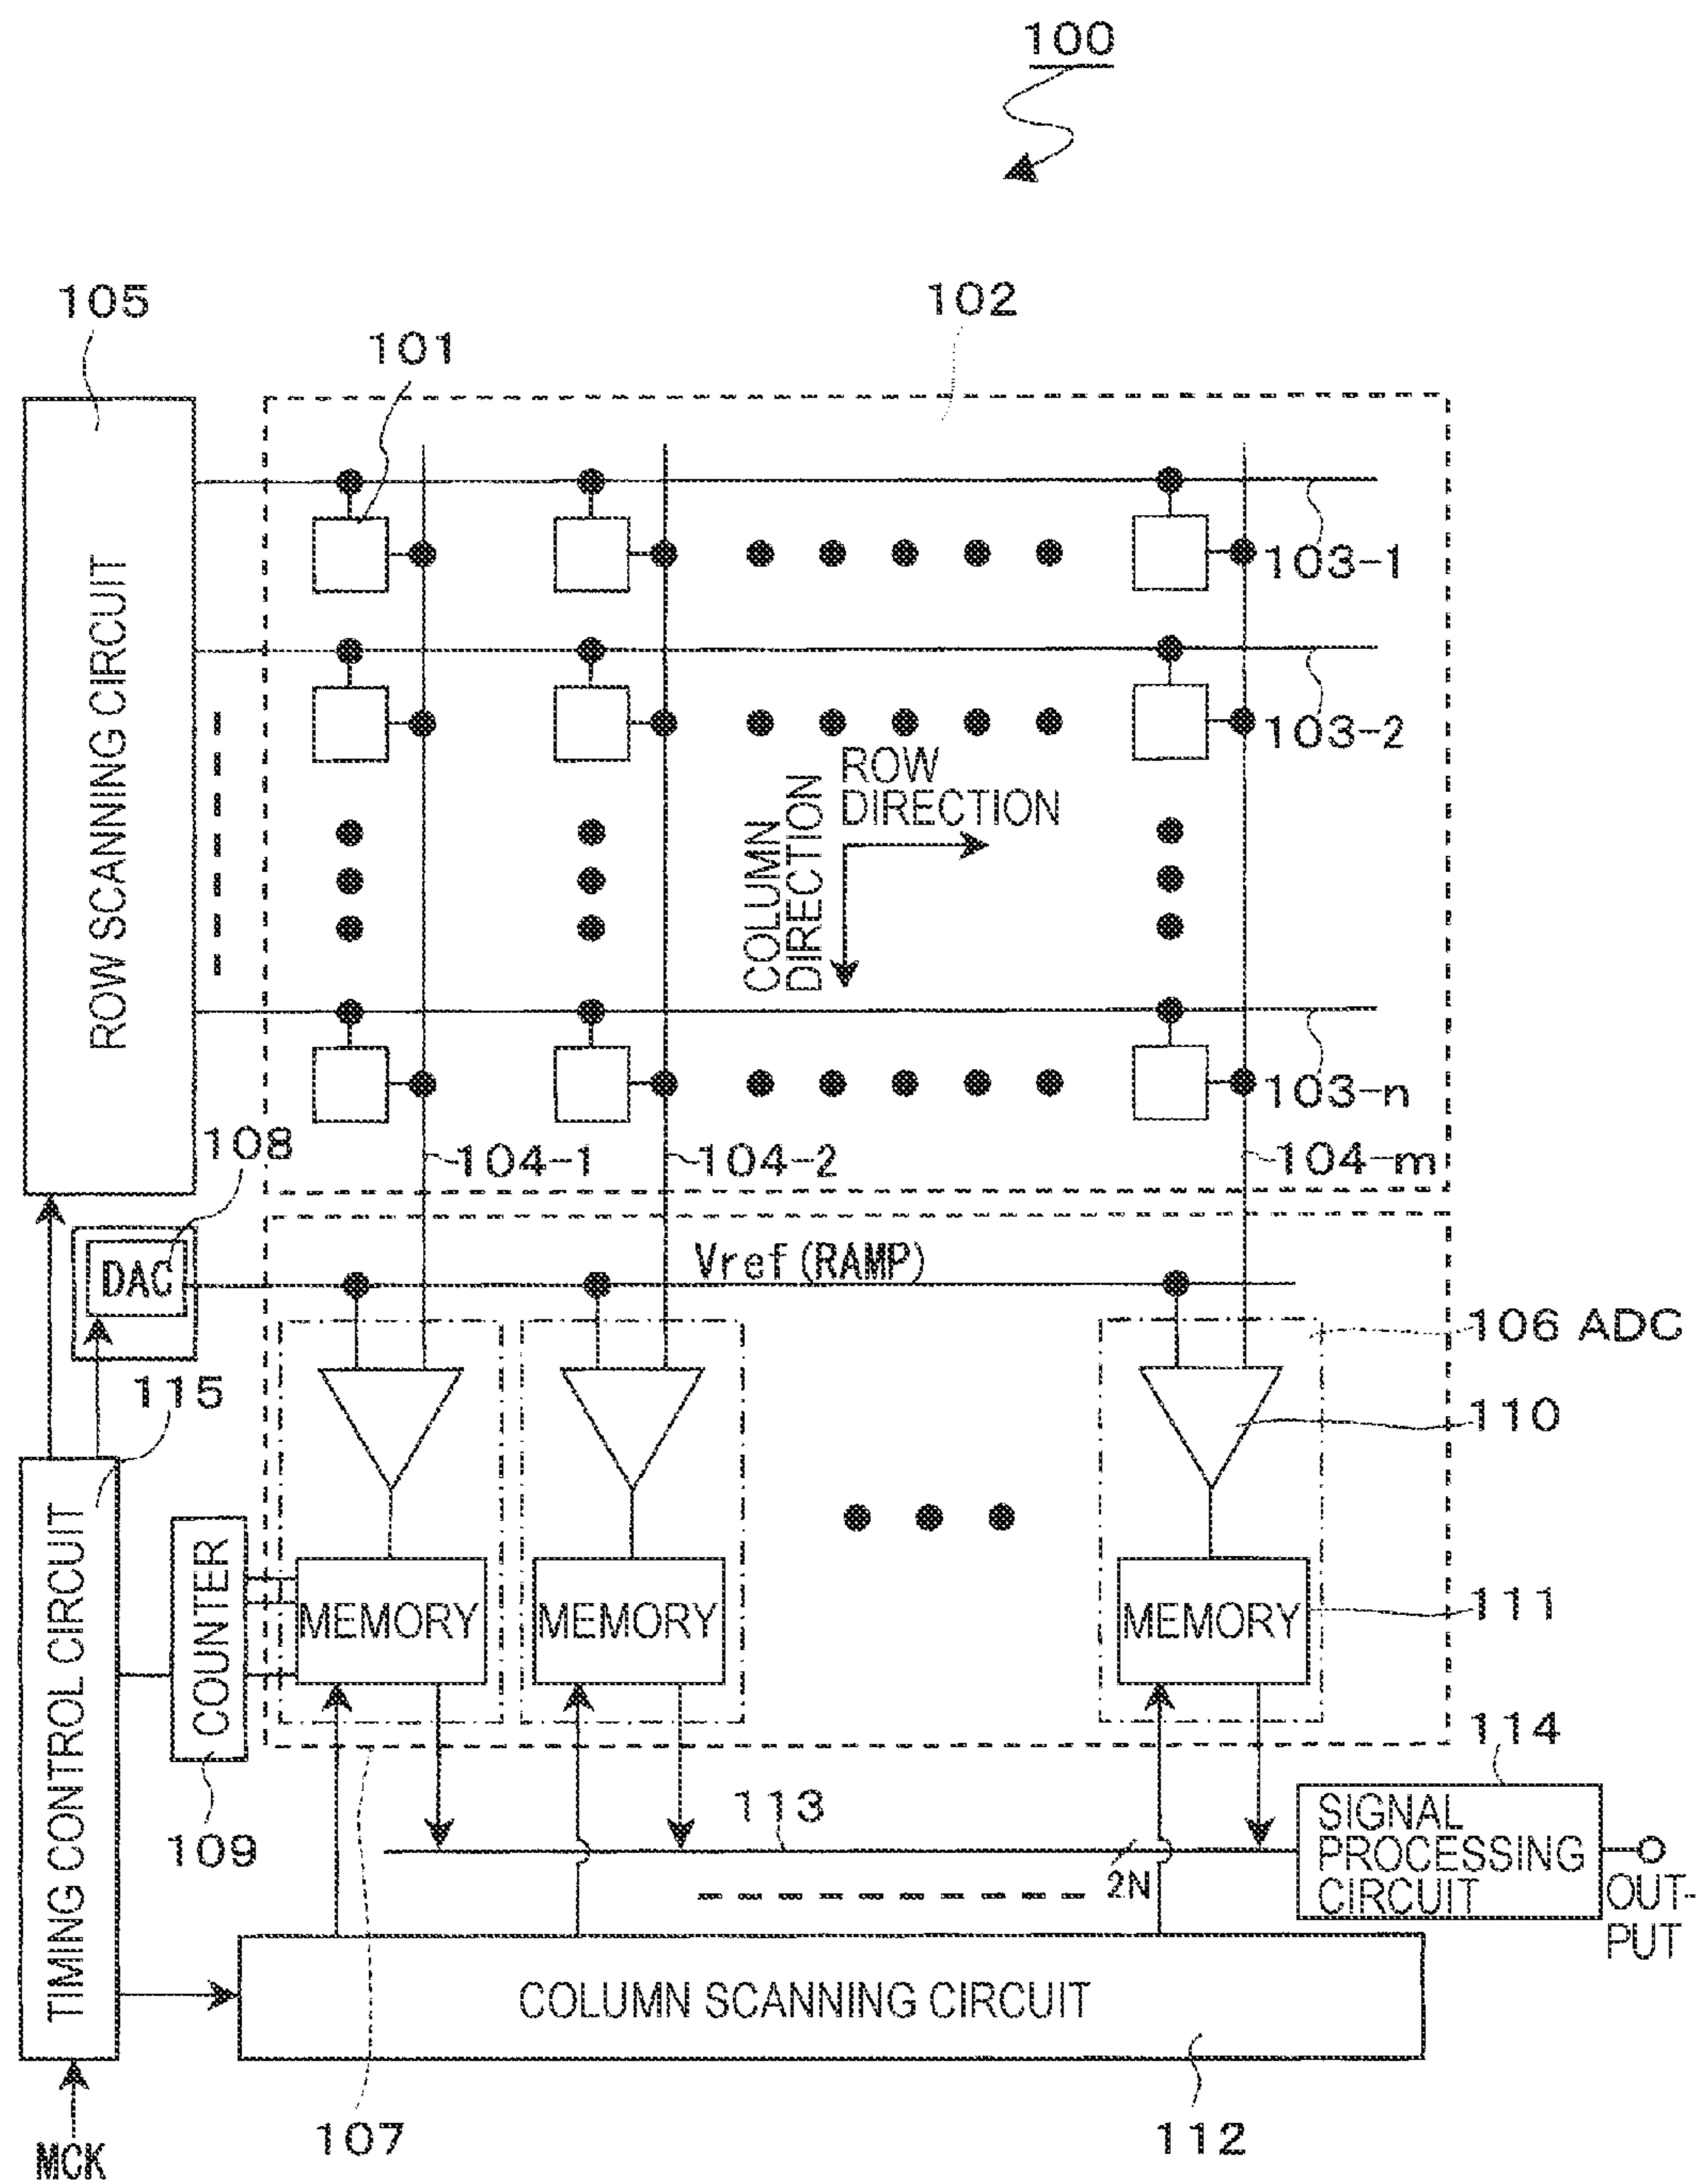 100
105
101
102
103-1
103-2
ROW SCANNING CIRCUIT
ROW
DIRECTION
COLUMN
DIRECTION
103-n
108
104-1
104-2
104-m
DAC
Vref (RAMP)
106 ADC
115
110
TIMING CONTROL CIRCUIT
COUNTER
MEMORY
MEMORY
MEMORY
111
114
109
113
2N
SIGNAL
PROCESSING
CIRCUIT
OUT-
PUT
COLUMN SCANNING CIRCUIT
MCK
107
112